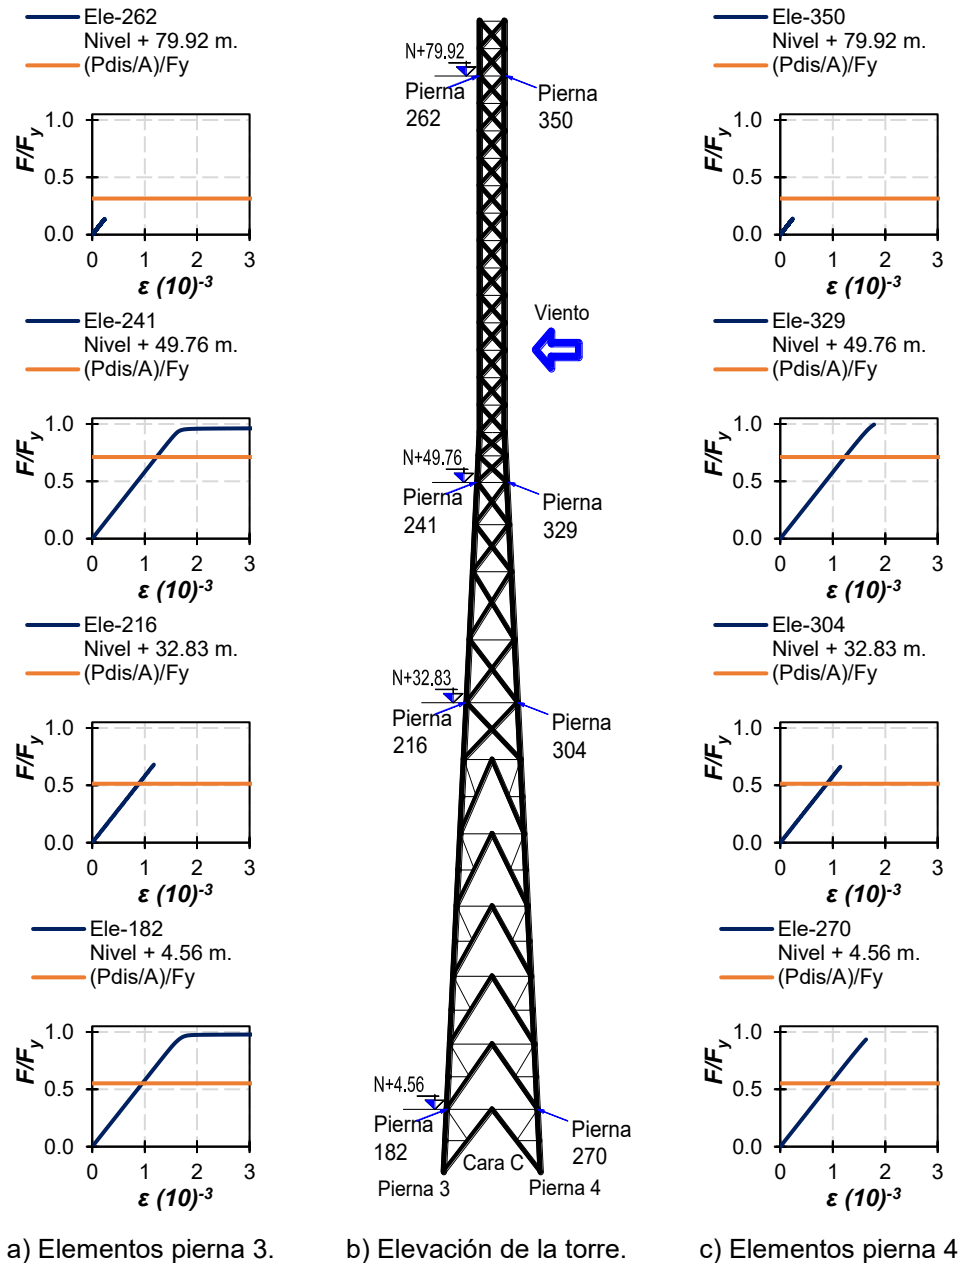 Ele-262
Nivel + 79.92 m.
(Pdis/A)/Fy
F/Fy
1.0
0.5
0.0
0 1 2 3
ε (10)-3
Ele-241
Nivel + 49.76 m.
(Pdis/A)/Fy
F/Fy
1.0
0.5
0.0
0 1 2 3
ε (10)-3
Ele-216
Nivel + 32.83 m.
(Pdis/A)/Fy
F/Fy
1.0
0.5
0.0
0 1 2 3
ε (10)-3
Ele-182
Nivel + 4.56 m.
(Pdis/A)/Fy
F/Fy
1.0
0.5
0.0
0 1 2 3
ε (10)-3
a) Elementos pierna 3.
N+79.92
Pierna
262
Pierna
350
Viento
N+49.76
Pierna
241
Pierna
329
N+32.83
Pierna
216
Pierna
304
N+4.56
Pierna
182
Pierna
270
Cara C
Pierna 3
Pierna 4
b) Elevación de la torre.
Ele-350
Nivel + 79.92 m.
(Pdis/A)/Fy
F/Fy
1.0
0.5
0.0
0 1 2 3
ε (10)-3
Ele-329
Nivel + 49.76 m.
(Pdis/A)/Fy
F/Fy
1.0
0.5
0.0
0 1 2 3
ε (10)-3
Ele-304
Nivel + 32.83 m.
(Pdis/A)/Fy
F/Fy
1.0
0.5
0.0
0 1 2 3
ε (10)-3
Ele-270
Nivel + 4.56 m.
(Pdis/A)/Fy
F/Fy
1.0
0.5
0.0
0 1 2 3
ε (10)-3
c) Elementos pierna 4